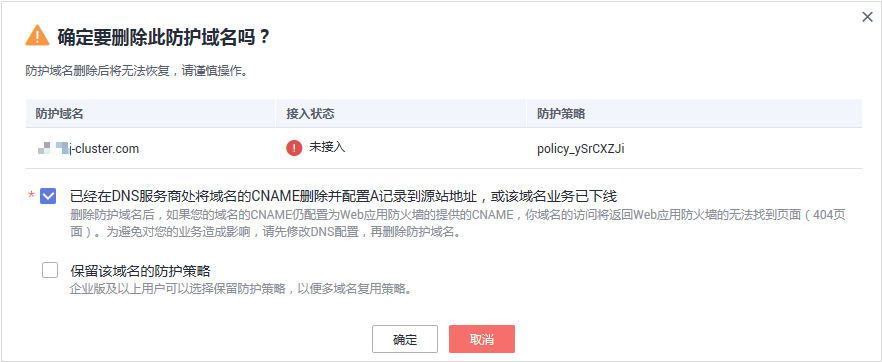 确定要删除此防护域名吗？
防护域名删除后将无法恢复，请谨慎操作。
防护域名 接入状态 防护策略
j-cluster.com 未接入 policy_ySrCXZJi
* 已经在DNS服务商处将域名的CNAME删除并配置A记录到源站地址，或该域名业务已下线
删除防护域名后，如果您的域名的CNAME仍配置为Web应用防火墙的提供的CNAME，你域名的访问将返回Web应用防火墙的无法找到页面（404页
面）。为避免对您的业务造成影响，请先修改DNS配置，再删除防护域名。
保留该域名的防护策略
企业版及以上用户可以选择保留防护策略，以便多域名复用策略。
确定 取消